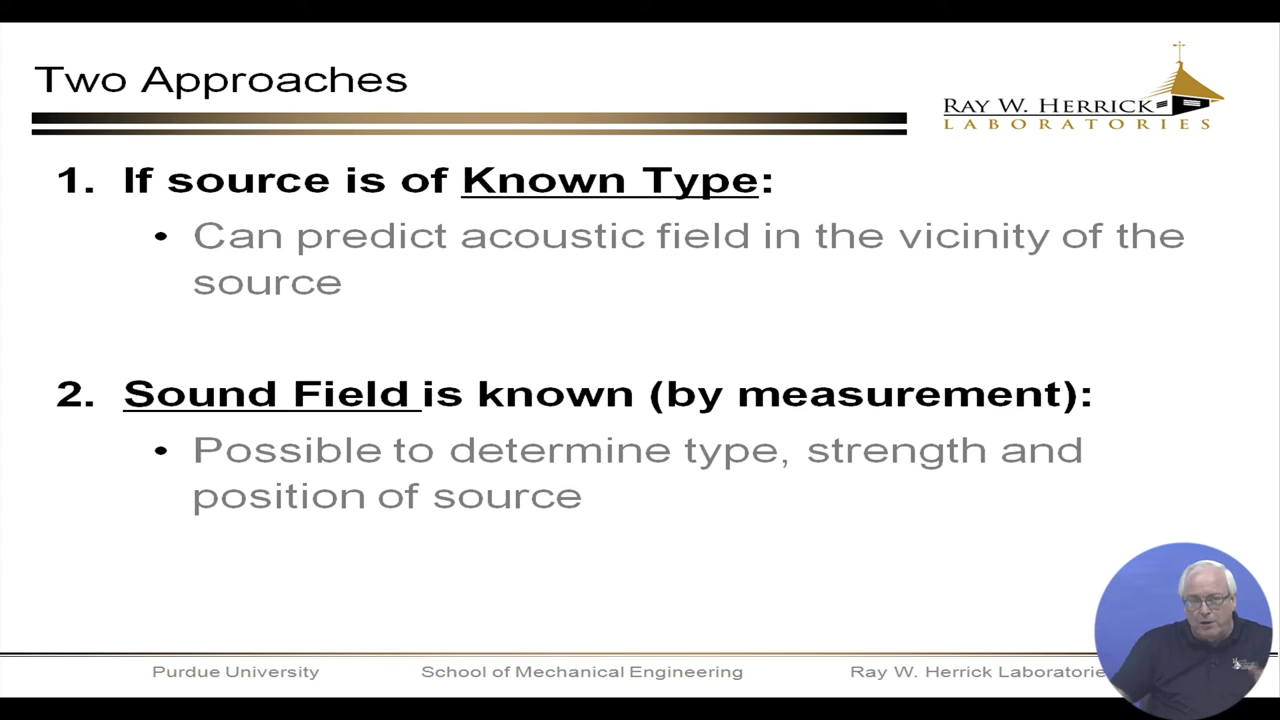 Two Approaches
RAY W. HERRICK
LABORATORIES
1. If source is of Known Type:
• Can predict acoustic field in the vicinity of the
source
2. Sound Field is known (by measurement):
• Possible to determine type, strength and
position of source
Purdue University School of Mechanical Engineering Ray W. Herrick Laboratorie